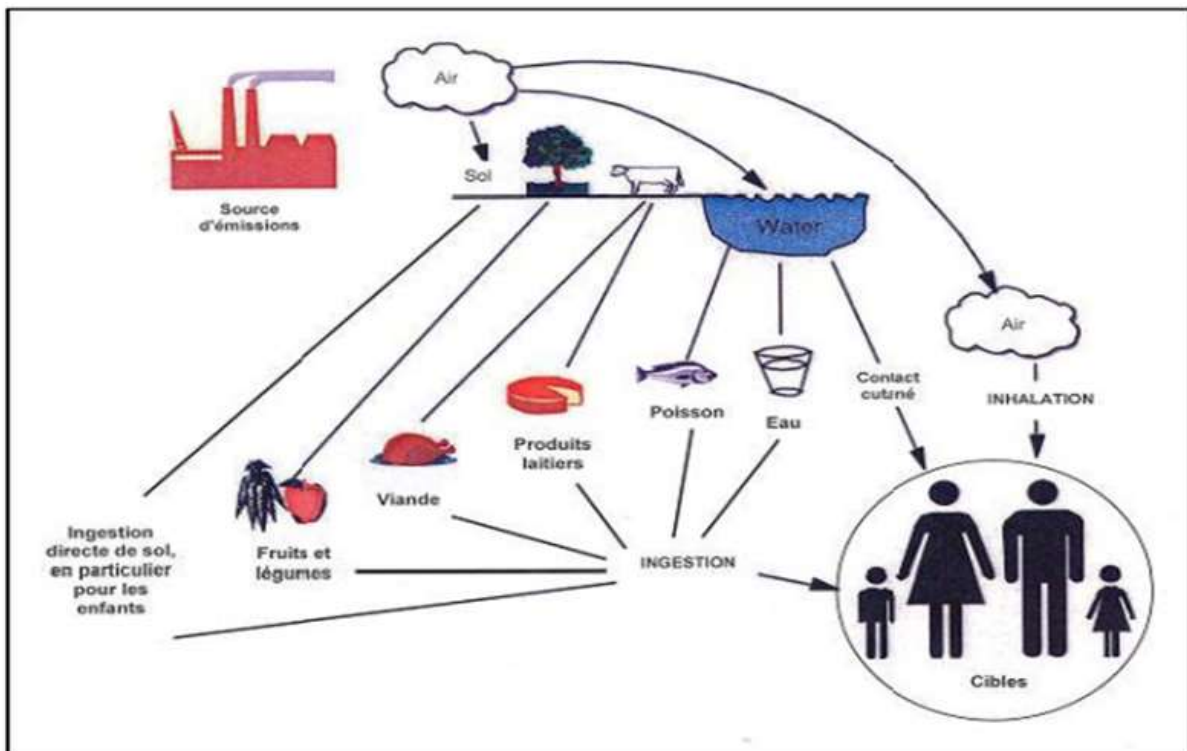 Air
Source
d'émissions
Sol
Water
Air
Contact
cutané
INHALATION
Poisson
Eau
Produits
laitiers
Viande
Fruits et
légumes
Ingestion
directe de sol,
en particulier
pour les
enfants
INGESTION
Cibles